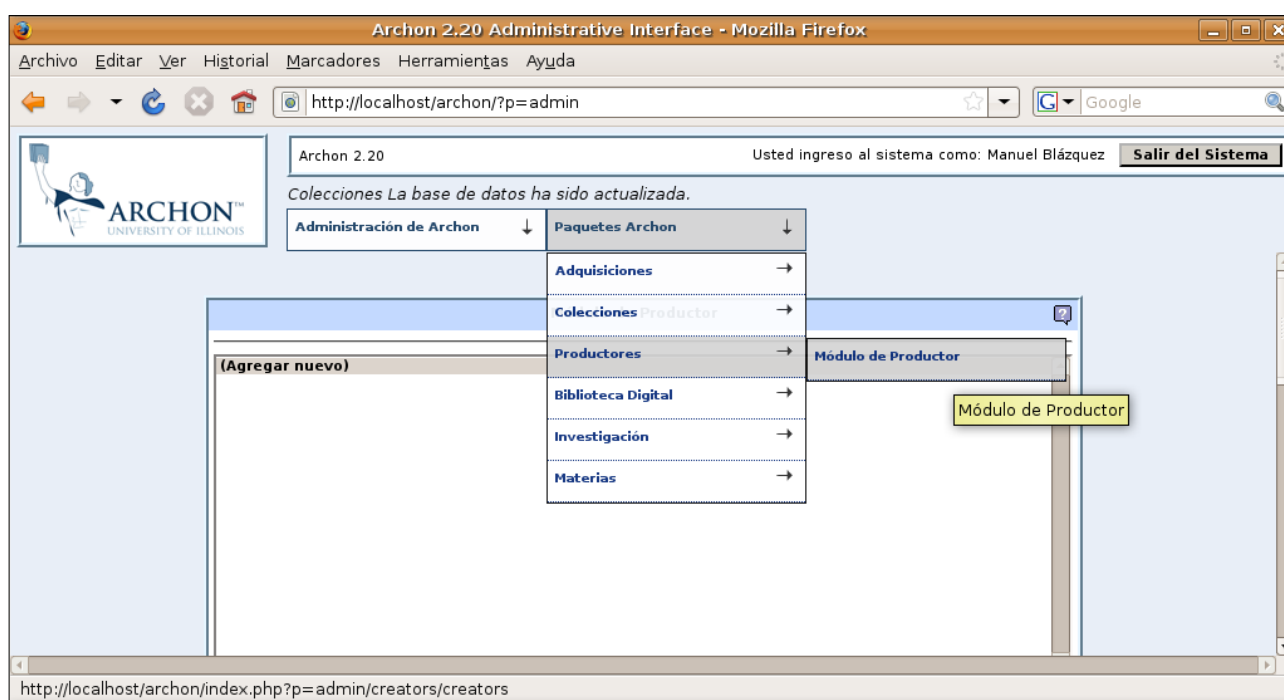 Archon 2.20 Administrative Interface - Mozilla Firefox
Archivo Editar Ver Historial Marcadores Herramientas Ayuda
http://localhost/archon/?p=admin
G Google
ARCHON™
UNIVERSITY OF ILLINOIS
Archon 2.20
Usted ingreso al sistema como: Manuel Blázquez
Salir del Sistema
Colecciones La base de datos ha sido actualizada.
Administración de Archon ↓
Paquetes Archon ↓
Adquisiciones →
Colecciones →
Productor
?
Productores →
Módulo de Productor
(Agregar nuevo)
Biblioteca Digital →
Módulo de Productor
Investigación →
Materias →
http://localhost/archon/index.php?p=admin/creators/creators